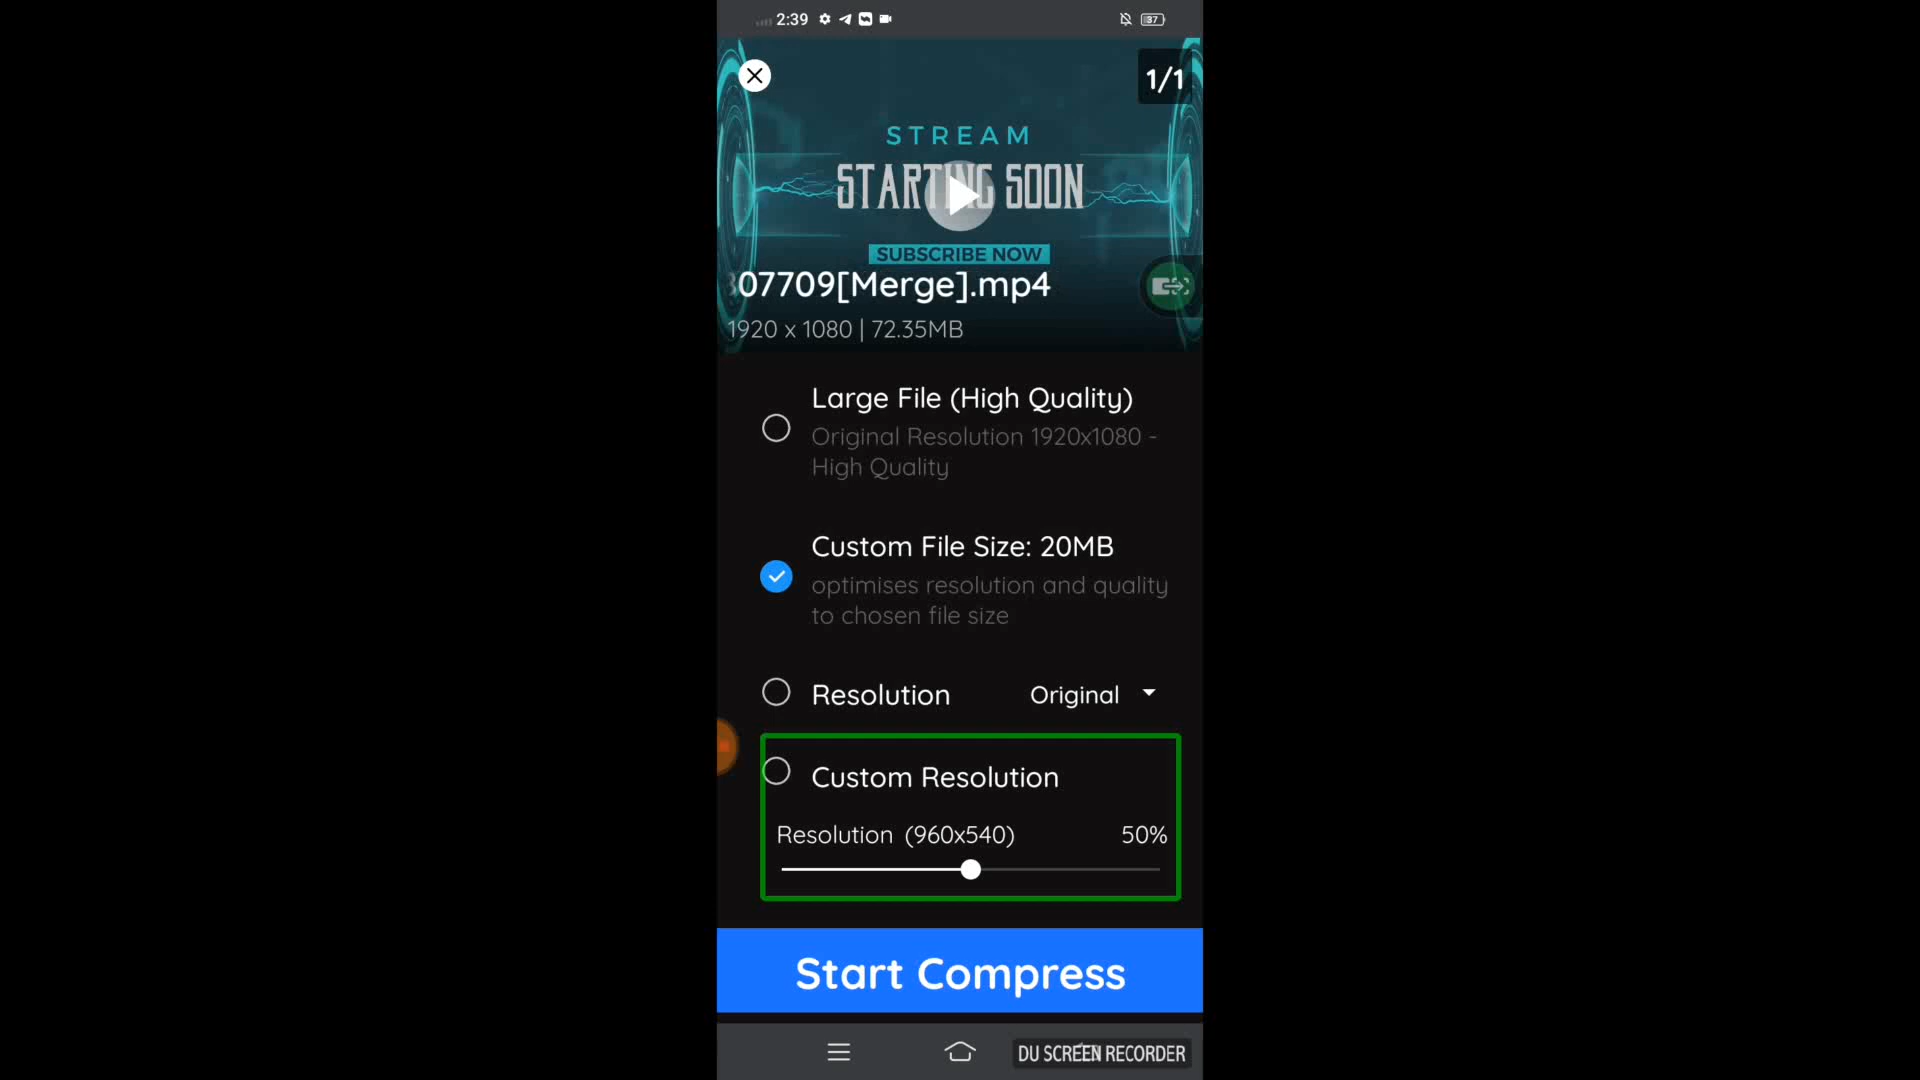 2:39
37
1/1
STREAM
STARTING SOON
SUBSCRIBE NOW
07709[Merge].mp4
1920 x 1080 | 72.35MB
Large File (High Quality)
Original Resolution 1920x1080 -
High Quality
Custom File Size: 20MB
optimises resolution and quality
to chosen file size
Resolution Original
Custom Resolution
Resolution (960x540) 50%
Start Compress
DU SCREEN RECORDER